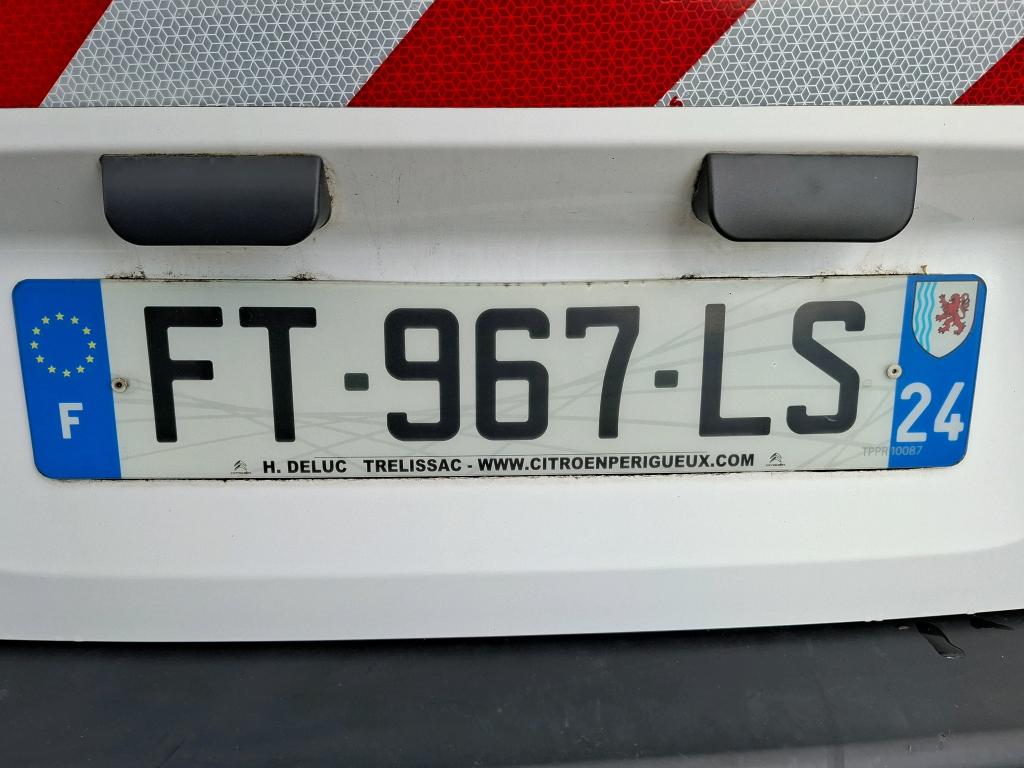 FT-967-LS
F
24
TPPR 10087
H. DELUC TRELISSAC - WWW.CITROENPERIGUEUX.COM